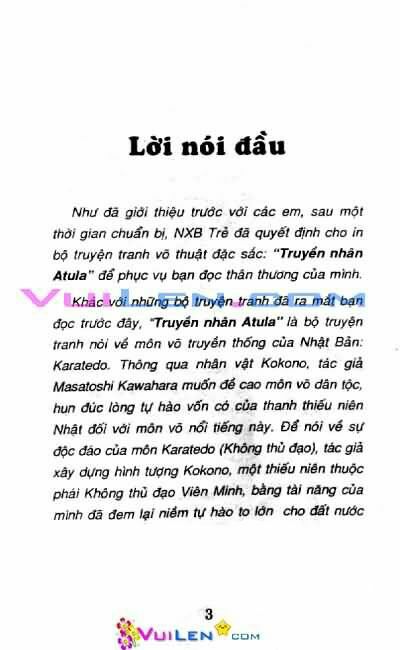 VuiLen.com
Lời nói đầu
Như đã giới thiệu trước với các em, sau một
thời gian chuẩn bị, NXB Trẻ đã quyết định cho in
bộ truyện tranh võ thuật đặc sắc: "Truyền nhân
Atula" để phục vụ bạn đọc thân thương của mình.
VuiLen.com
Khác với những bộ truyện tranh đã ra mắt bạn
đọc trước đây, "Truyền nhân Atula" là bộ truyện
tranh nói về môn võ truyền thống của Nhật Bản:
Karatedo. Thông qua nhân vật Kokono, tác giả
Masatoshi Kawahara muốn đề cao môn võ dân tộc,
hun đúc lòng tự hào vốn có của thanh thiếu niên
Nhật đối với môn võ nổi tiếng này. Để nói về sự
độc đáo của môn Karatedo (Không thủ đạo), tác giả
xây dựng hình tượng Kokono, một thiếu niên thuộc
phái Không thủ đạo Viên Minh, bằng tài năng của
mình đã đem lại niềm tự hào to lớn cho đất nước
3
VuiLen.com